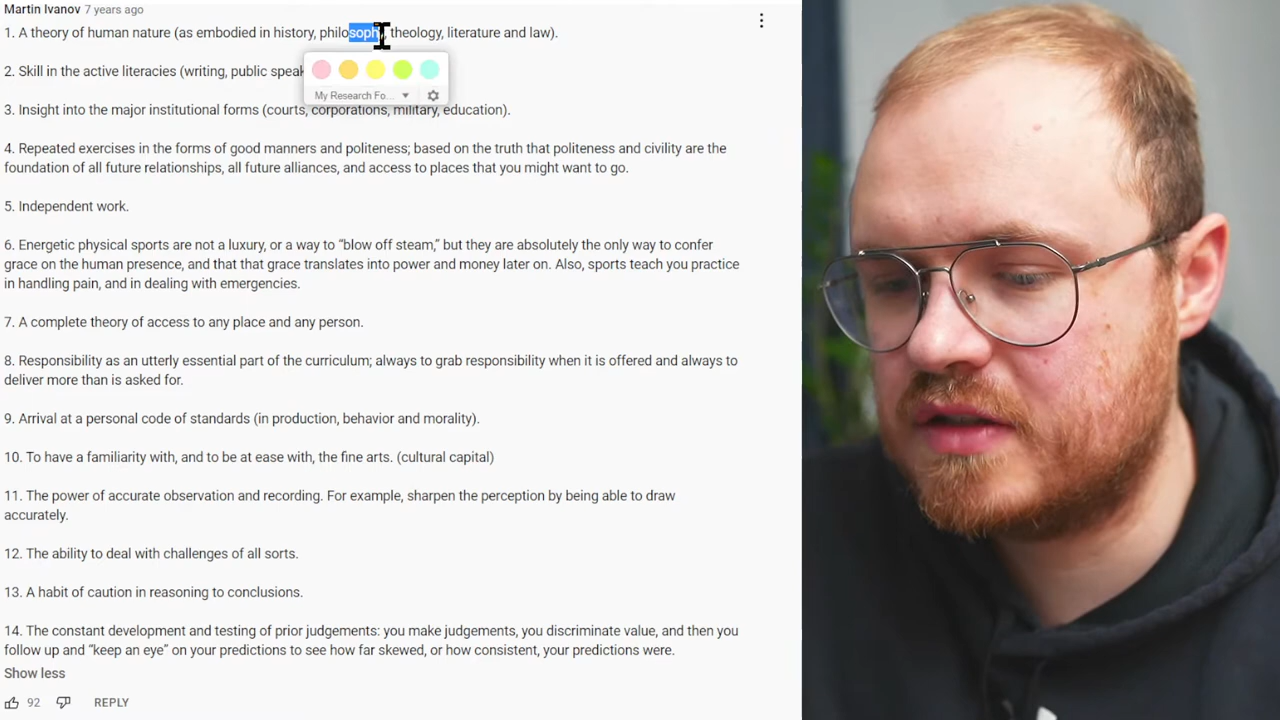 Martin Ivanov 7 years ago
1. A theory of human nature (as embodied in history, philosoph theology, literature and law).
2. Skill in the active literacies (writing, public speak
My Research Fo...
3. Insight into the major institutional forms (courts, corporations, military, education).
4. Repeated exercises in the forms of good manners and politeness; based on the truth that politeness and civility are the
foundation of all future relationships, all future alliances, and access to places that you might want to go.
5. Independent work.
6. Energetic physical sports are not a luxury, or a way to “blow off steam,” but they are absolutely the only way to confer
grace on the human presence, and that that grace translates into power and money later on. Also, sports teach you practice
in handling pain, and in dealing with emergencies.
7. A complete theory of access to any place and any person.
8. Responsibility as an utterly essential part of the curriculum; always to grab responsibility when it is offered and always to
deliver more than is asked for.
9. Arrival at a personal code of standards (in production, behavior and morality).
10. To have a familiarity with, and to be at ease with, the fine arts. (cultural capital)
11. The power of accurate observation and recording. For example, sharpen the perception by being able to draw
accurately.
12. The ability to deal with challenges of all sorts.
13. A habit of caution in reasoning to conclusions.
14. The constant development and testing of prior judgements: you make judgements, you discriminate value, and then you
follow up and “keep an eye” on your predictions to see how far skewed, or how consistent, your predictions were.
Show less
92 REPLY